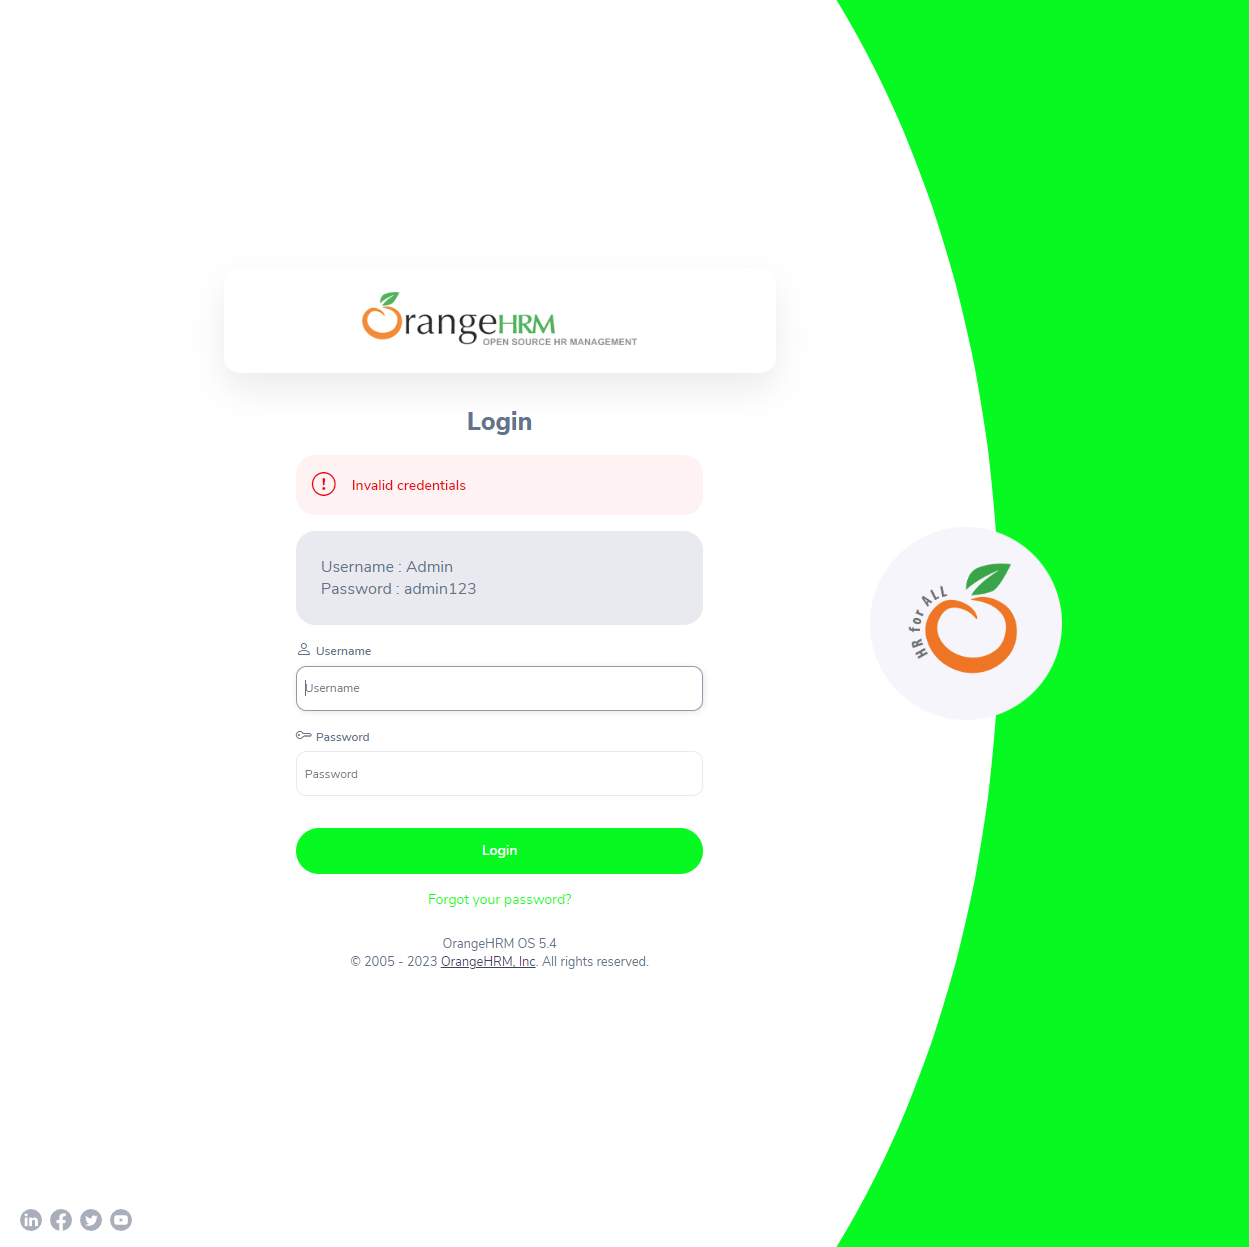 OrangeHRM
OPEN SOURCE HR MANAGEMENT
Login
Invalid credentials
Username : Admin
Password : admin123
Username
Username
Password
Password
Login
Forgot your password?
OrangeHRM OS 5.4
© 2005 - 2023 OrangeHRM, Inc. All rights reserved.
HR for ALL
in